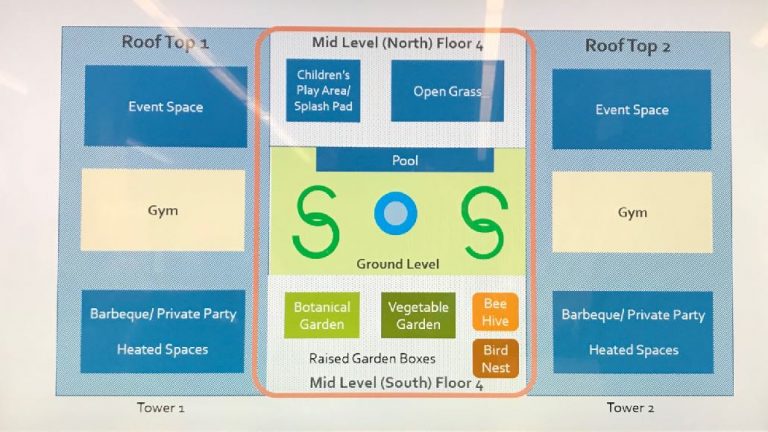 Roof Top 1
Event Space
Gym
Barbeque/ Private Party
Heated Spaces
Tower 1
Mid Level (North) Floor 4
Children's
Play Area/
Splash Pad
Open Grass
Pool
Ground Level
Botanical
Garden
Vegetable
Garden
Bee
Hive
Bird
Nest
Raised Garden Boxes
Mid Level (South) Floor 4
Roof Top 2
Event Space
Gym
Barbeque/ Private Party
Heated Spaces
Tower 2